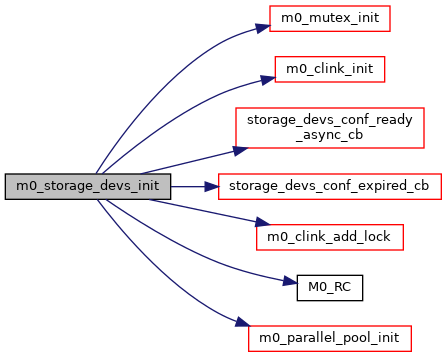 m0_mutex_init
m0_clink_init
storage_devs_conf_ready
_async_cb
m0_storage_devs_init
storage_devs_conf_expired_cb
m0_clink_add_lock
M0_RC
m0_parallel_pool_init